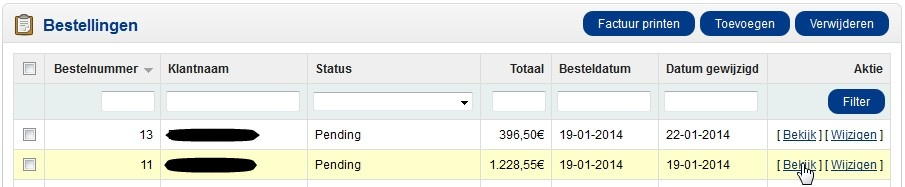 Bestellingen Factuur printen Toevoegen Verwijderen
Bestelnummer Klantnaam Status Totaal Besteldatum Datum gewijzigd Aktie
Filter
13 Pending 396,50€ 19-01-2014 22-01-2014 [ Bekijk ] [ Wijzigen ]
11 Pending 1.228,55€ 19-01-2014 19-01-2014 [ Bekijk ] [ Wijzigen ]